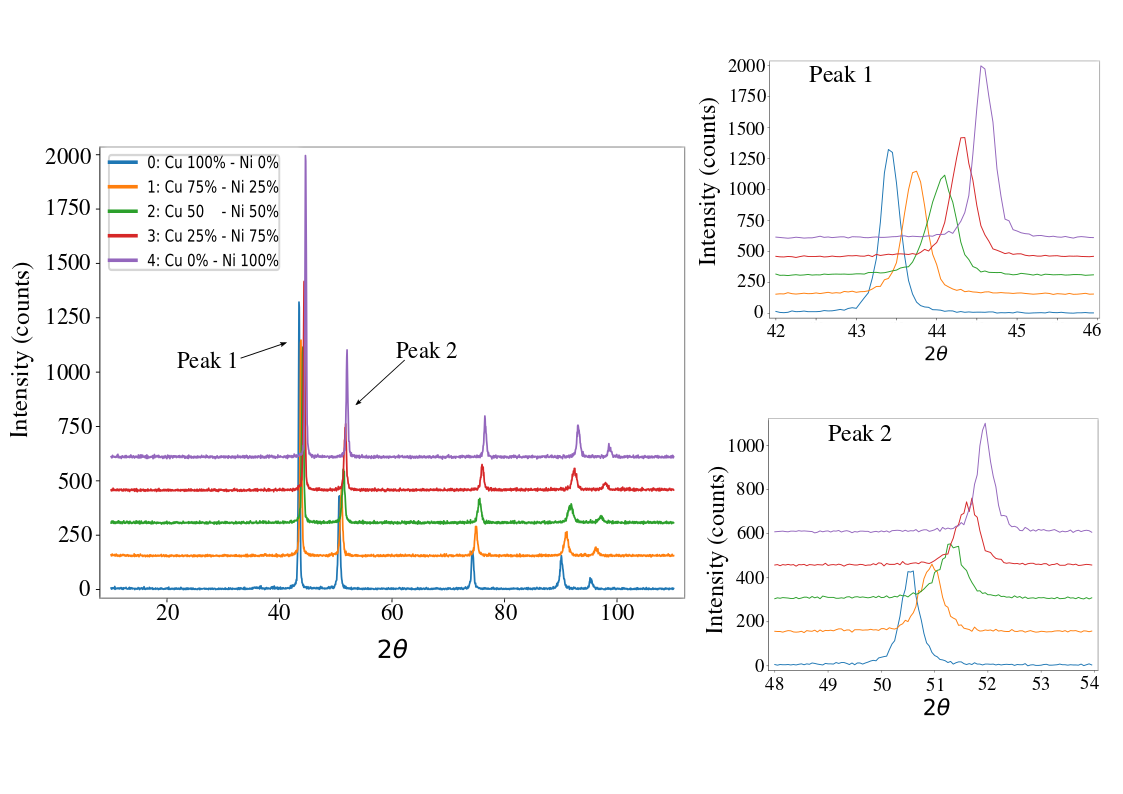 2000
1750
1500
1250
1000
750
500
250
0
Intensity (counts)
0: Cu 100% - Ni 0%
1: Cu 75% - Ni 25%
2: Cu 50 - Ni 50%
3: Cu 25% - Ni 75%
4: Cu 0% - Ni 100%
Peak 1
Peak 2
20 40 60 80 100
2θ
Peak 1
2000
1750
1500
1250
1000
750
500
250
0
Intensity (counts)
42 43 44 45 46
2θ
Peak 2
1000
800
600
400
200
0
Intensity (counts)
48 49 50 51 52 53 54
2θ